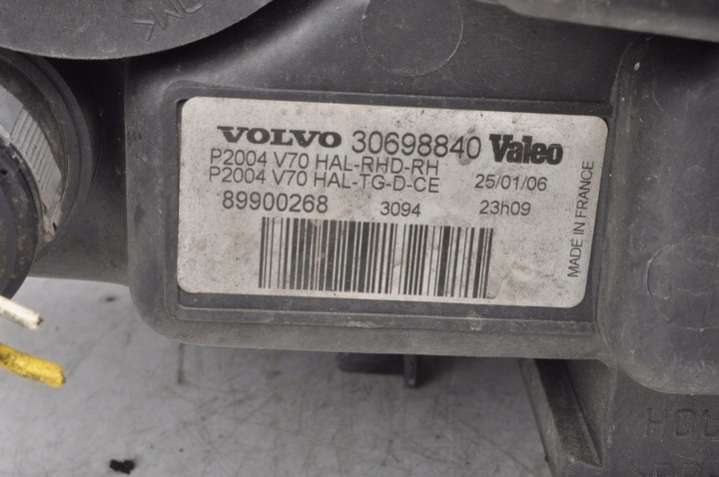 VOLVO 30698840 Valeo
P2004 V70 HAL-RHD-RH
P2004 V70 HAL-TG-D-CE 25/01/06
89900268 3094 23h09
MADE IN FRANCE